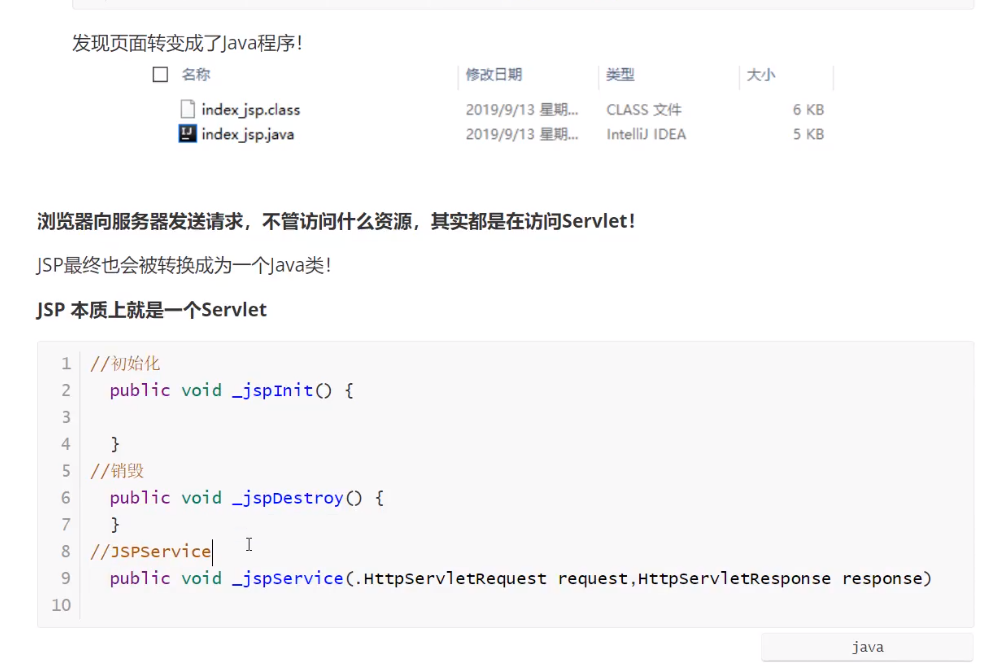 发现页面转变成了Java程序！
名称 修改日期 类型 大小
index_jsp.class 2019/9/13 星期... CLASS 文件 6 KB
index_jsp.java 2019/9/13 星期... IntelliJ IDEA 5 KB
浏览器向服务器发送请求，不管访问什么资源，其实都是在访问Servlet！
JSP最终也会被转换成为一个Java类！
JSP 本质上就是一个Servlet
1 //初始化
2 public void _jspInit() {
3
4 }
5 //销毁
6 public void _jspDestroy() {
7 }
8 //JSPService
9 public void _jspService(.HttpServletRequest request,HttpServletResponse response)
10
java